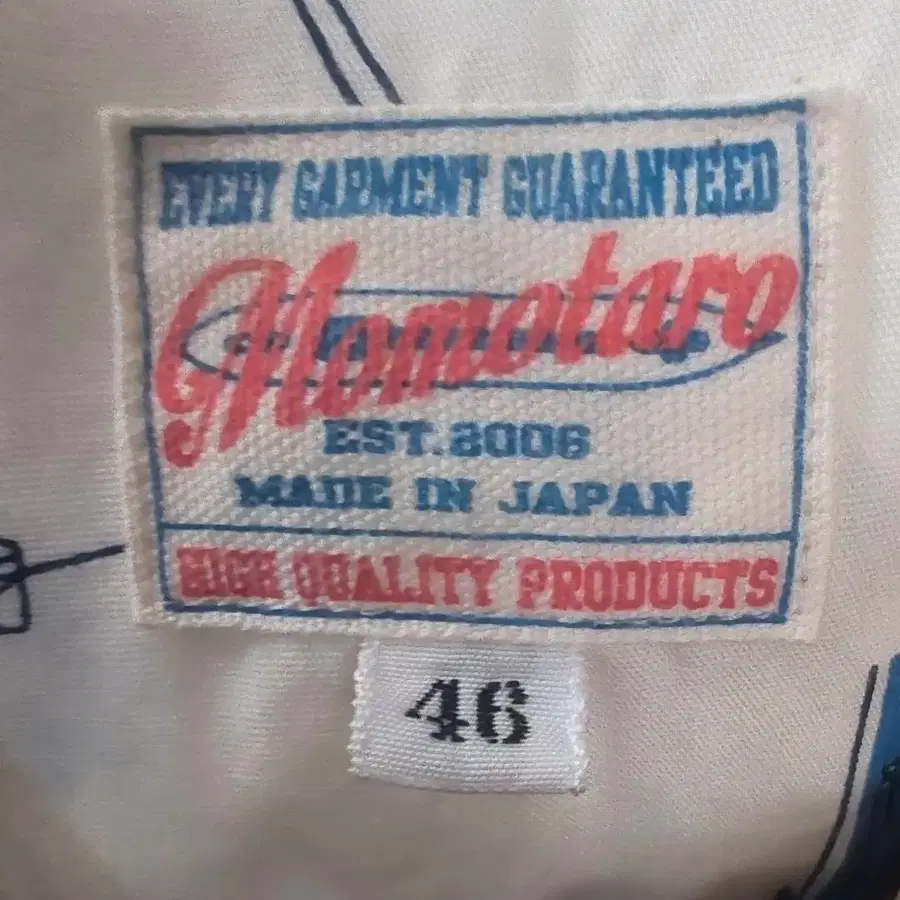 EVERY GARMENT GUARANTEED
Momotaro
EST.2006
MADE IN JAPAN
HIGH QUALITY PRODUCTS
46